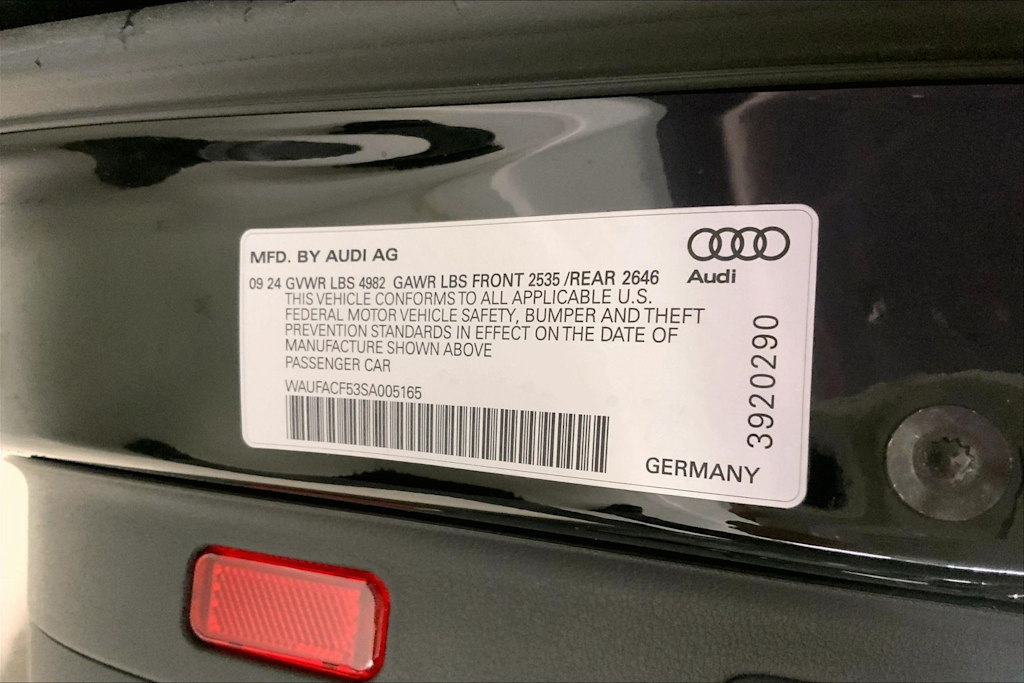 MFD. BY AUDI AG
Audi
09 24 GVWR LBS 4982 GAWR LBS FRONT 2535 /REAR 2646
THIS VEHICLE CONFORMS TO ALL APPLICABLE U.S.
FEDERAL MOTOR VEHICLE SAFETY, BUMPER AND THEFT
PREVENTION STANDARDS IN EFFECT ON THE DATE OF
MANUFACTURE SHOWN ABOVE
PASSENGER CAR
WAUFACF53SA005165
3920290
GERMANY